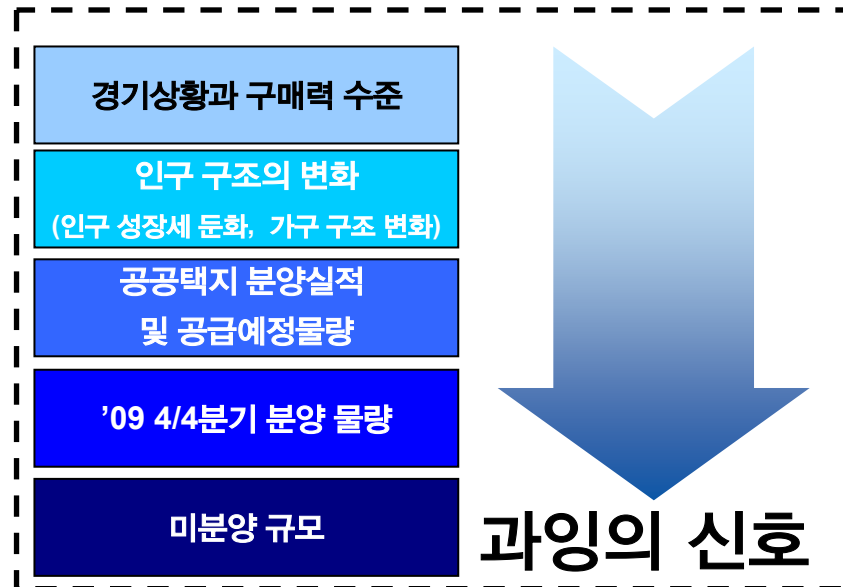 경기상황과 구매력 수준
인구 구조의 변화
(인구 성장세 둔화, 가구 구조 변화)
공공택지 분양실적
및 공급예정물량
’09 4/4분기 분양 물량
미분양 규모
과잉의 신호